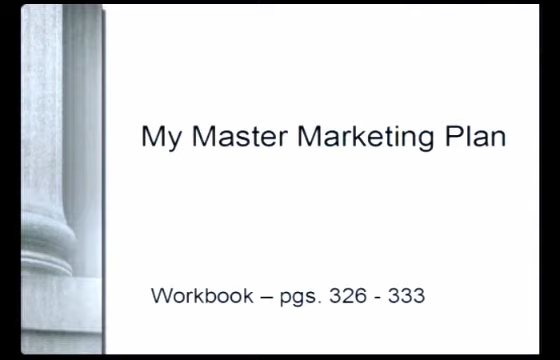 My Master Marketing Plan
Workbook – pgs. 326 - 333